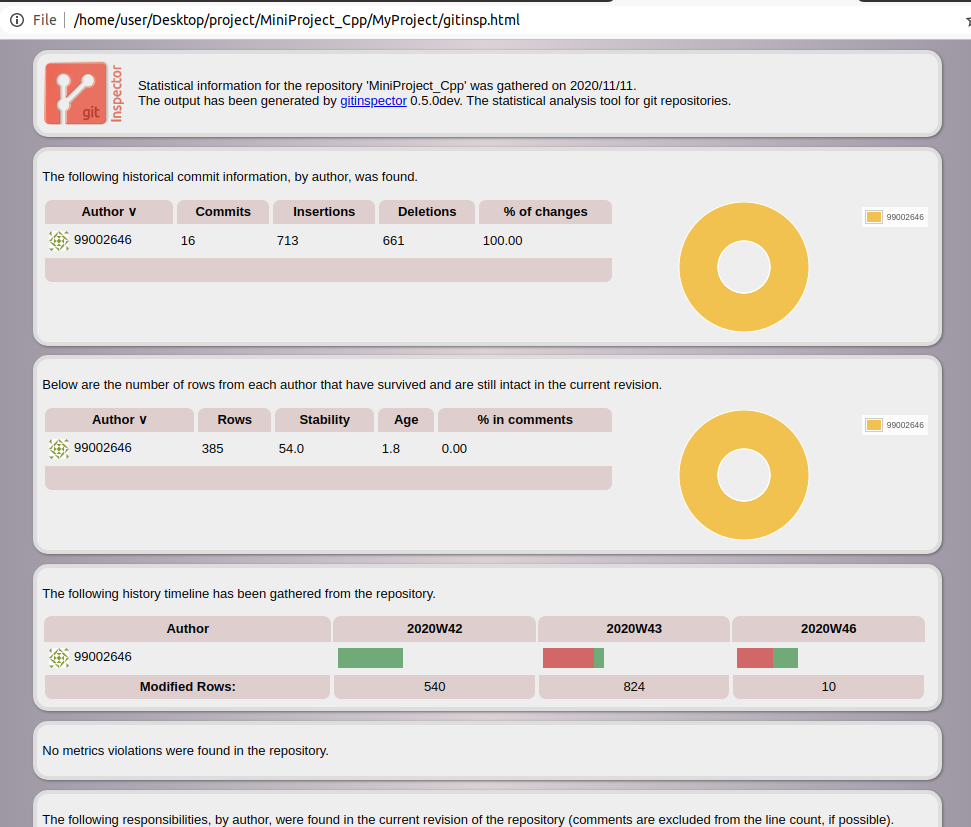 File | /home/user/Desktop/project/MiniProject_Cpp/MyProject/gitinsp.html
git Inspector
Statistical information for the repository 'MiniProject_Cpp' was gathered on 2020/11/11.
The output has been generated by gitinspector 0.5.0dev. The statistical analysis tool for git repositories.
The following historical commit information, by author, was found.
Author ∨ Commits Insertions Deletions % of changes
99002646 16 713 661 100.00
99002646
Below are the number of rows from each author that have survived and are still intact in the current revision.
Author ∨ Rows Stability Age % in comments
99002646 385 54.0 1.8 0.00
99002646
The following history timeline has been gathered from the repository.
Author 2020W42 2020W43 2020W46
99002646
Modified Rows: 540 824 10
No metrics violations were found in the repository.
The following responsibilities, by author, were found in the current revision of the repository (comments are excluded from the line count, if possible).